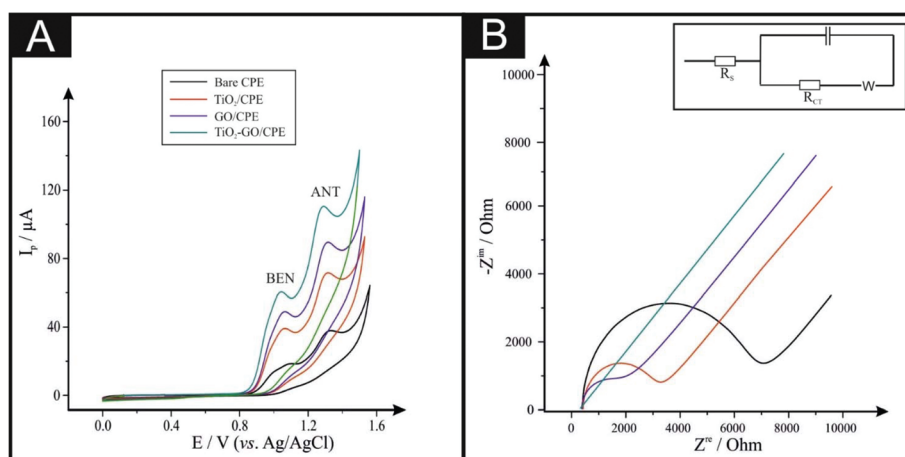 A
Bare CPE
TiO₂/CPE
GO/CPE
TiO₂-GO/CPE
160
120
80
40
0
Iₚ / µA
BEN
ANT
0.0
0.4
0.8
1.2
1.6
E / V (vs. Ag/AgCl)
B
10000
8000
6000
4000
2000
0
-Zⁱᵐ / Ohm
Rₛ
R_CT
W
0
2000
4000
6000
8000
10000
Zʳᵉ / Ohm